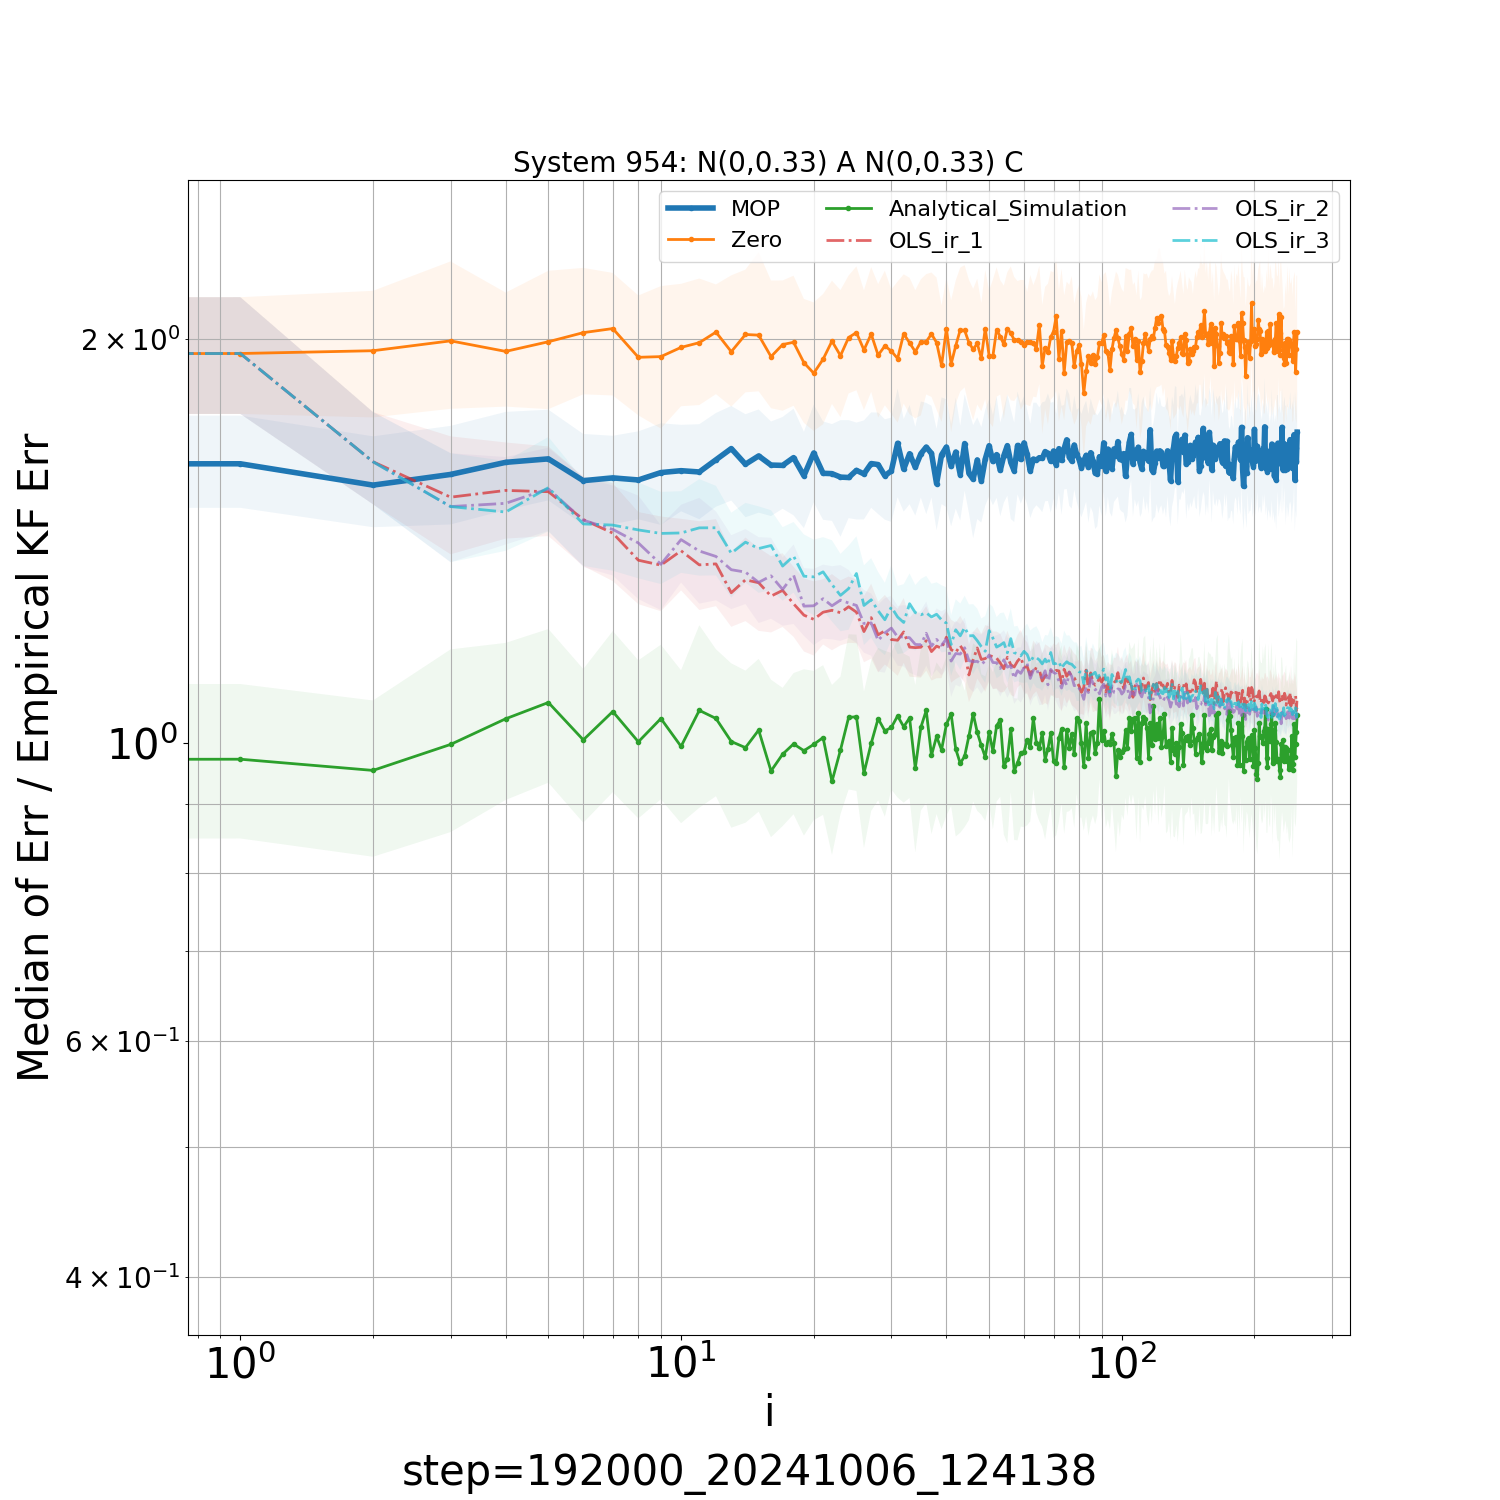 System 954: N(0,0.33) A N(0,0.33) C
MOP
Zero
Analytical_Simulation
OLS_ir_1
OLS_ir_2
OLS_ir_3
Median of Err / Empirical KF Err
2 × 10⁰
10⁰
6 × 10⁻¹
4 × 10⁻¹
10⁰ 10¹ 10²
i
step=192000_20241006_124138